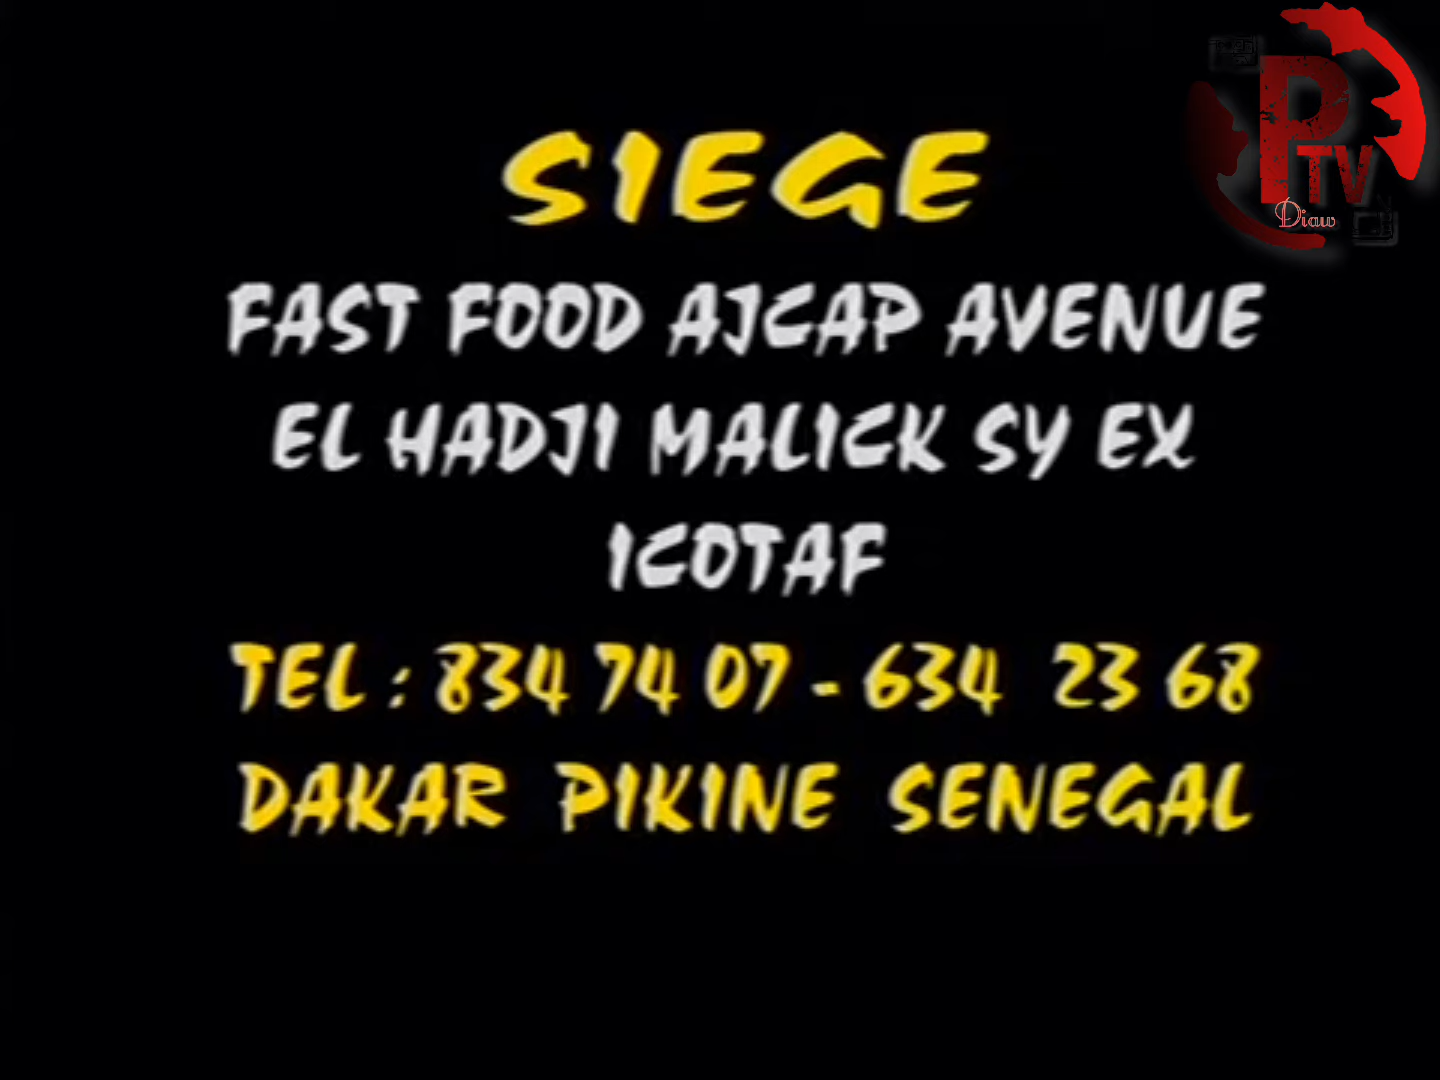 PTV
Diaw
SIEGE
FAST FOOD AJCAP AVENUE
EL HADJI MALICK SY EX
ICOTAF
TEL : 834 74 07 - 634 23 68
DAKAR PIKINE SENEGAL